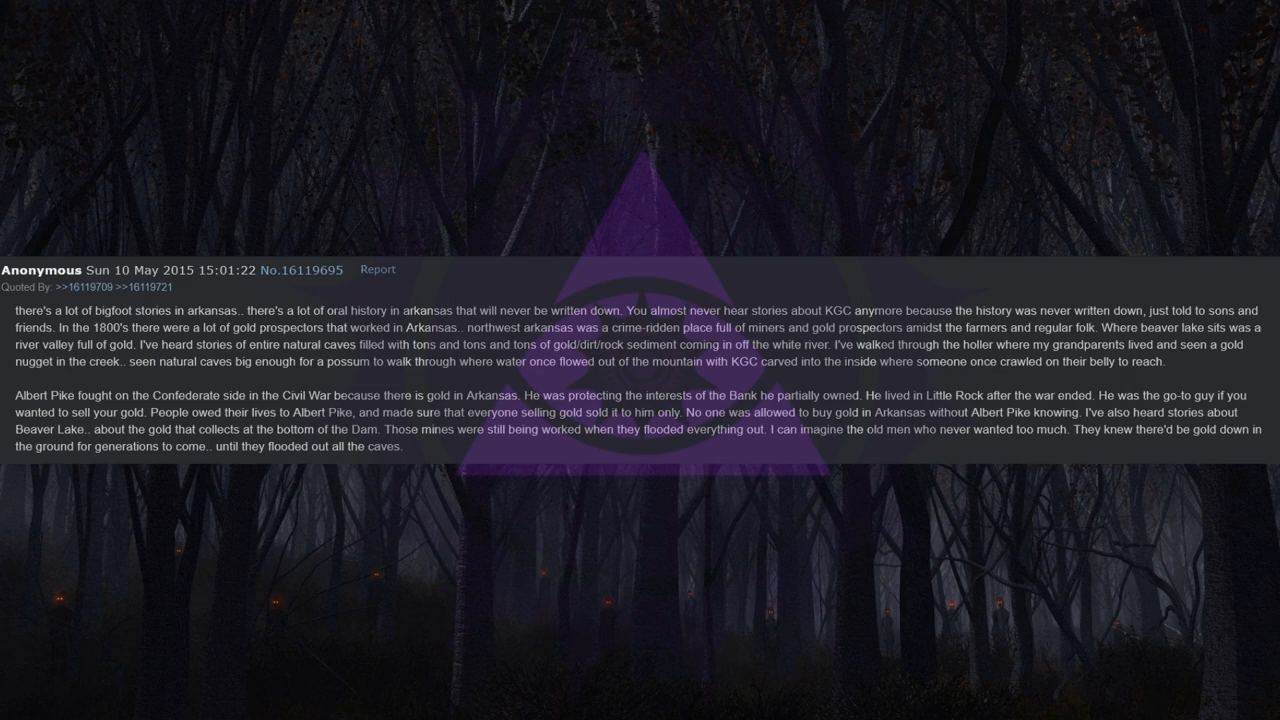 Anonymous Sun 10 May 2015 15:01:22 No.16119695 Report
Quoted By: >>16119709 >>16119721
there's a lot of bigfoot stories in arkansas.. there's a lot of oral history in arkansas that will never be written down. You almost never hear stories about KGC anymore because the history was never written down, just told to sons and
friends. In the 1800's there were a lot of gold prospectors that worked in Arkansas.. northwest arkansas was a crime-ridden place full of miners and gold prospectors amidst the farmers and regular folk. Where beaver lake sits was a
river valley full of gold. I've heard stories of entire natural caves filled with tons and tons and tons of gold/dirt/rock sediment coming in off the white river. I've walked through the holler where my grandparents lived and seen a gold
nugget in the creek.. seen natural caves big enough for a possum to walk through where water once flowed out of the mountain with KGC carved into the inside where someone once crawled on their belly to reach.
Albert Pike fought on the Confederate side in the Civil War because there is gold in Arkansas. He was protecting the interests of the Bank he partially owned. He lived in Little Rock after the war ended. He was the go-to guy if you
wanted to sell your gold. People owed their lives to Albert Pike, and made sure that everyone selling gold sold it to him only. No one was allowed to buy gold in Arkansas without Albert Pike knowing. I've also heard stories about
Beaver Lake.. about the gold that collects at the bottom of the Dam. Those mines were still being worked when they flooded everything out. I can imagine the old men who never wanted too much. They knew there'd be gold down in
the ground for generations to come.. until they flooded out all the caves.